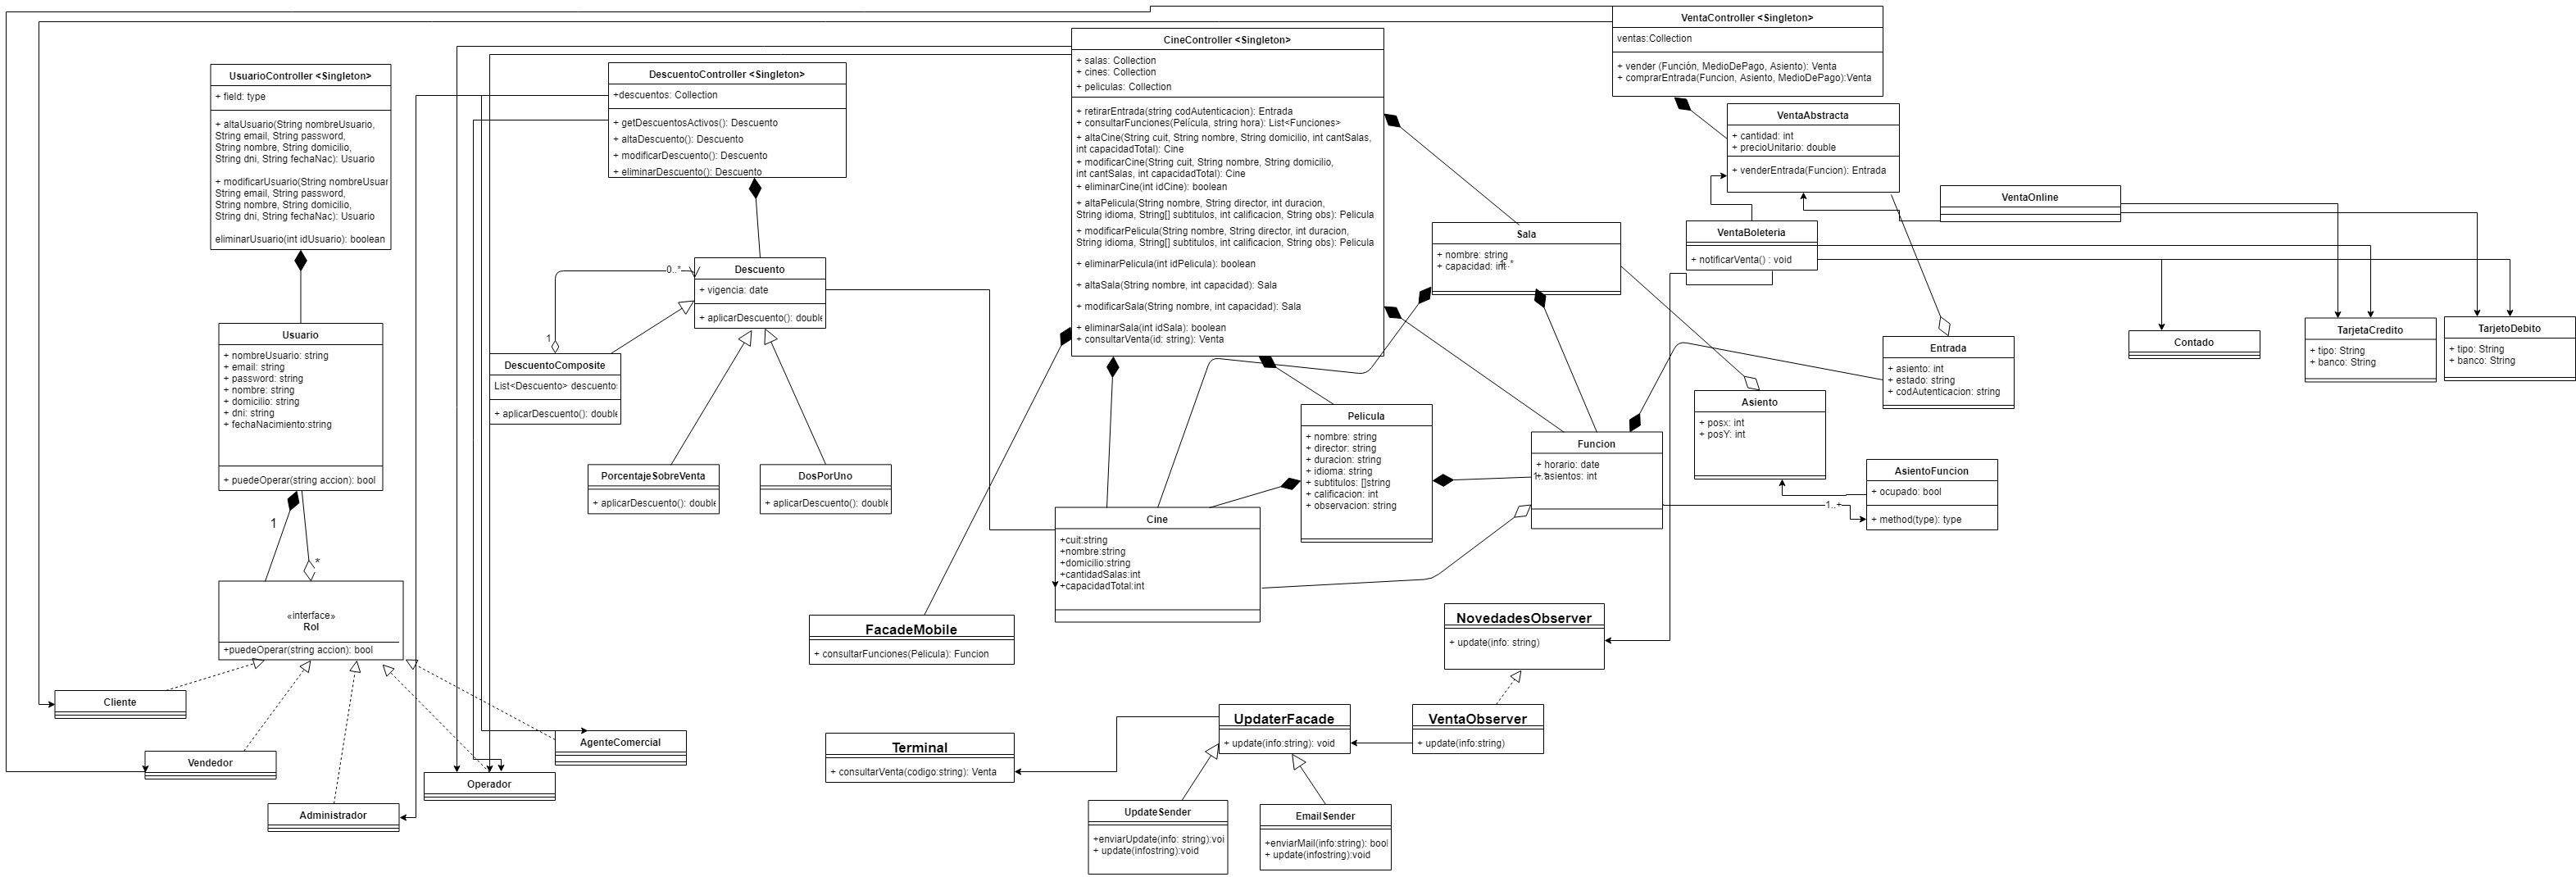 VentaController <Singleton>
ventas:Collection
+ vender (Función, MedioDePago, Asiento): Venta
+ comprarEntrada(Funcion, Asiento, MedioDePago):Venta
CineController <Singleton>
+ salas: Collection
+ cines: Collection
+ peliculas: Collection
+ retirarEntrada(string codAutenticacion): Entrada
+ consultarFunciones(Película, string hora): List<Funciones>
+ altaCine(String cuit, String nombre, String domicilio, int cantSalas,
int capacidadTotal): Cine
+ modificarCine(String cuit, String nombre, String domicilio,
int cantSalas, int capacidadTotal): Cine
+ eliminarCine(int idCine): boolean
+ altaPelicula(String nombre, String director, int duracion,
String idioma, String[] subtitulos, int calificacion, String obs): Pelicula
+ modificarPelicula(String nombre, String director, int duracion,
String idioma, String[] subtitulos, int calificacion, String obs): Pelicula
+ eliminarPelicula(int idPelicula): boolean
+ altaSala(String nombre, int capacidad): Sala
+ modificarSala(String nombre, int capacidad): Sala
+ eliminarSala(int idSala): boolean
+ consultarVenta(id: string): Venta
UsuarioController <Singleton>
+ field: type
+ altaUsuario(String nombreUsuario,
String email, String password,
String nombre, String domicilio,
String dni, String fechaNac): Usuario
+ modificarUsuario(String nombreUsuar
String email, String password,
String nombre, String domicilio,
String dni, String fechaNac): Usuario
eliminarUsuario(int idUsuario): boolean
DescuentoController <Singleton>
+descuentos: Collection
+ getDescuentosActivos(): Descuento
+ altaDescuento(): Descuento
+ modificarDescuento(): Descuento
+ eliminarDescuento(): Descuento
VentaAbstracta
+ cantidad: int
+ precioUnitario: double
+ venderEntrada(Funcion): Entrada
VentaOnline
VentaBoleteria
+ notificarVenta() : void
Sala
+ nombre: string
+ capacidad: int
1..*
Descuento
+ vigencia: date
+ aplicarDescuento(): double
0..*
1
DescuentoComposite
List<Descuento> descuento:
+ aplicarDescuento(): double
Usuario
+ nombreUsuario: string
+ email: string
+ password: string
+ nombre: string
+ domicilio: string
+ dni: string
+ fechaNacimiento:string
+ puedeOperar(string accion): bool
Contado
TarjetaCredito
+ tipo: String
+ banco: String
TarjetoDebito
+ tipo: String
+ banco: String
Entrada
+ asiento: int
+ estado: string
+ codAutenticacion: string
Asiento
+ posx: int
+ posY: int
Pelicula
+ nombre: string
+ director: string
+ duracion: string
+ idioma: string
+ subtitulos: []string
+ calificacion: int
+ observacion: string
Funcion
+ horario: date
+ asientos: int
1..*
AsientoFuncion
+ ocupado: bool
+ method(type): type
1..*
PorcentajeSobreVenta
+ aplicarDescuento(): double
DosPorUno
+ aplicarDescuento(): double
Cine
+cuit:string
+nombre:string
+domicilio:string
+cantidadSalas:int
+capacidadTotal:int
1
*
«interface»
Rol
+puedeOperar(string accion): bool
FacadeMobile
+ consultarFunciones(Pelicula): Funcion
NovedadesObserver
+ update(info: string)
Cliente
Vendedor
Administrador
Operador
AgenteComercial
Terminal
+ consultarVenta(codigo:string): Venta
UpdaterFacade
+ update(info:string): void
VentaObserver
+ update(info:string)
UpdateSender
+enviarUpdate(info: string):voi
+ update(infostring):void
EmailSender
+enviarMail(info:string): bool
+ update(infostring):void